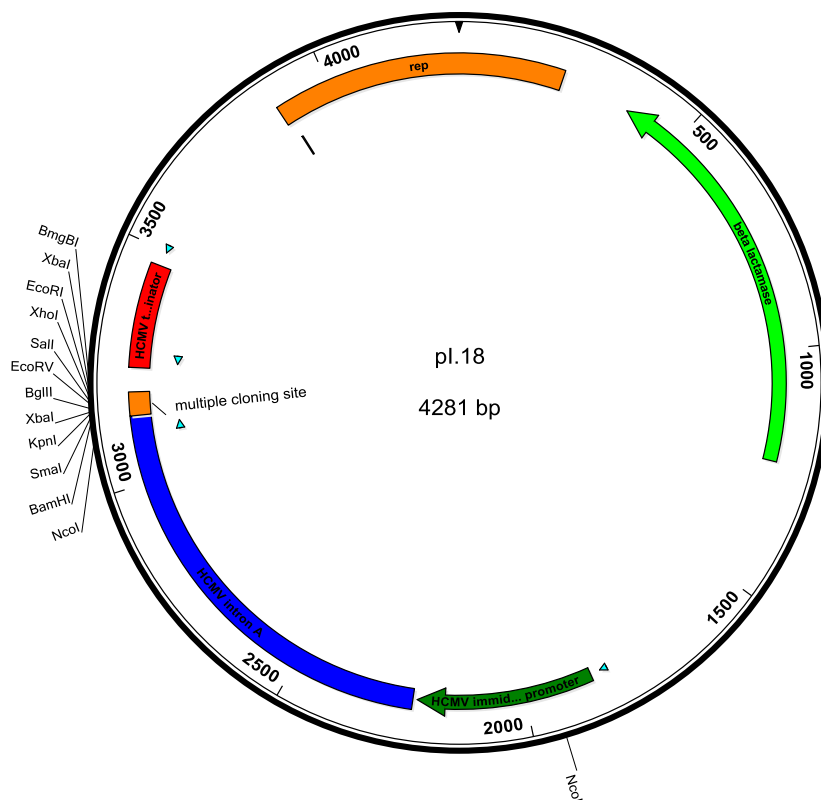 4000
rep
500
3500
BmgBI
XbaI
EcoRI
XhoI
SalI
EcoRV
BglII
XbaI
KpnI
SmaI
BamHI
NcoI
beta lactamase
HCMV t...inator
pI.18
4281 bp
1000
multiple cloning site
3000
HCMV intron A
1500
2500
HCMV immid... promoter
2000
NcoI